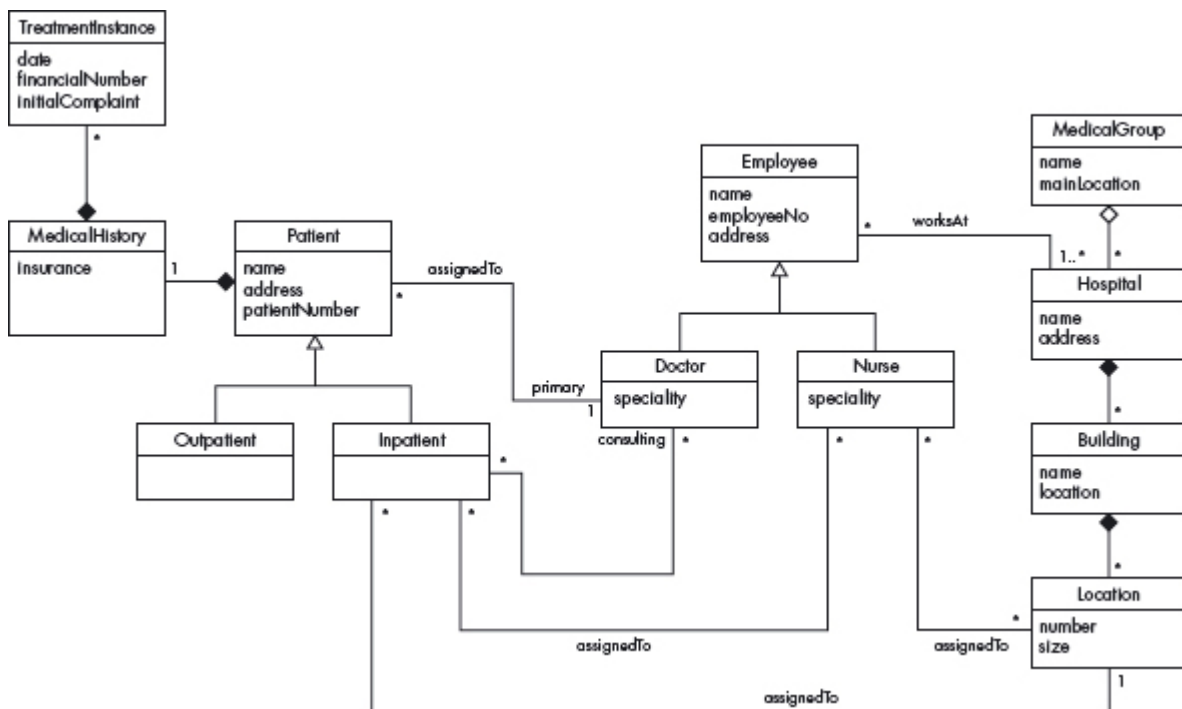 TreatmentInstance
date
financialNumber
initialComplaint
*
MedicalHistory
insurance
1
Patient
name
address
patientNumber
assignedTo
*
Outpatient
Inpatient
*
*
*
primary
1
consulting
*
Employee
name
employeeNo
address
*
worksAt
1..*
Doctor
speciality
Nurse
speciality
*
*
MedicalGroup
name
mainLocation
*
Hospital
name
address
*
Building
name
location
*
Location
number
size
*
assignedTo
assignedTo
assignedTo
1